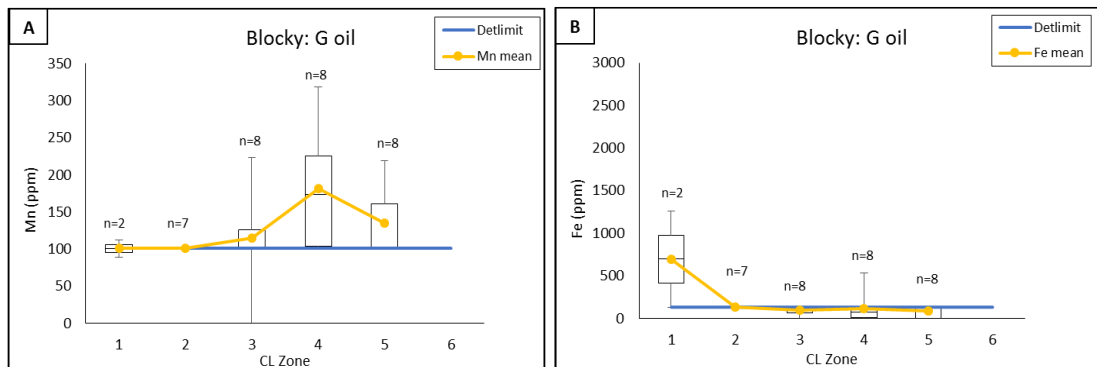 A
Blocky: G oil
Detlimit
Mn mean
350
300
250
200
150
100
50
0
Mn (ppm)
n=2
n=7
n=8
n=8
n=8
1 2 3 4 5 6
CL Zone
B
Blocky: G oil
Detlimit
Fe mean
3000
2500
2000
1500
1000
500
0
Fe (ppm)
n=2
n=7
n=8
n=8
n=8
1 2 3 4 5 6
CL Zone